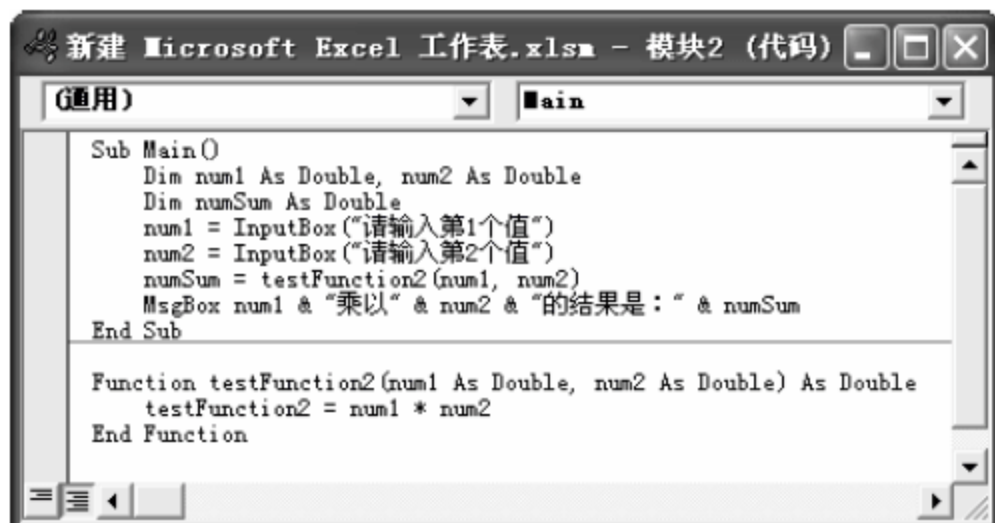 新建 Microsoft Excel 工作表.xlsm - 模块2 (代码)
(通用)
Main
Sub Main()
Dim num1 As Double, num2 As Double
Dim numSum As Double
num1 = InputBox("请输入第1个值")
num2 = InputBox("请输入第2个值")
numSum = testFunction2(num1, num2)
MsgBox num1 & "乘以" & num2 & "的结果是：" & numSum
End Sub
Function testFunction2(num1 As Double, num2 As Double) As Double
testFunction2 = num1 * num2
End Function